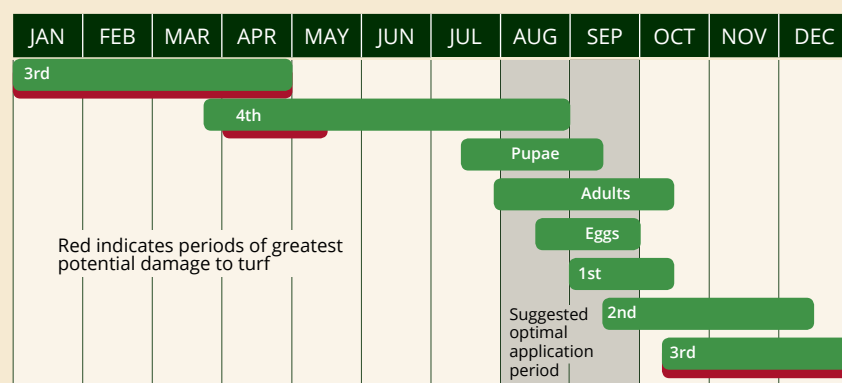 JAN FEB MAR APR MAY JUN JUL AUG SEP OCT NOV DEC
3rd
4th
Pupae
Adults
Eggs
Red indicates periods of greatest
potential damage to turf
1st
2nd
Suggested
optimal
application
period
3rd